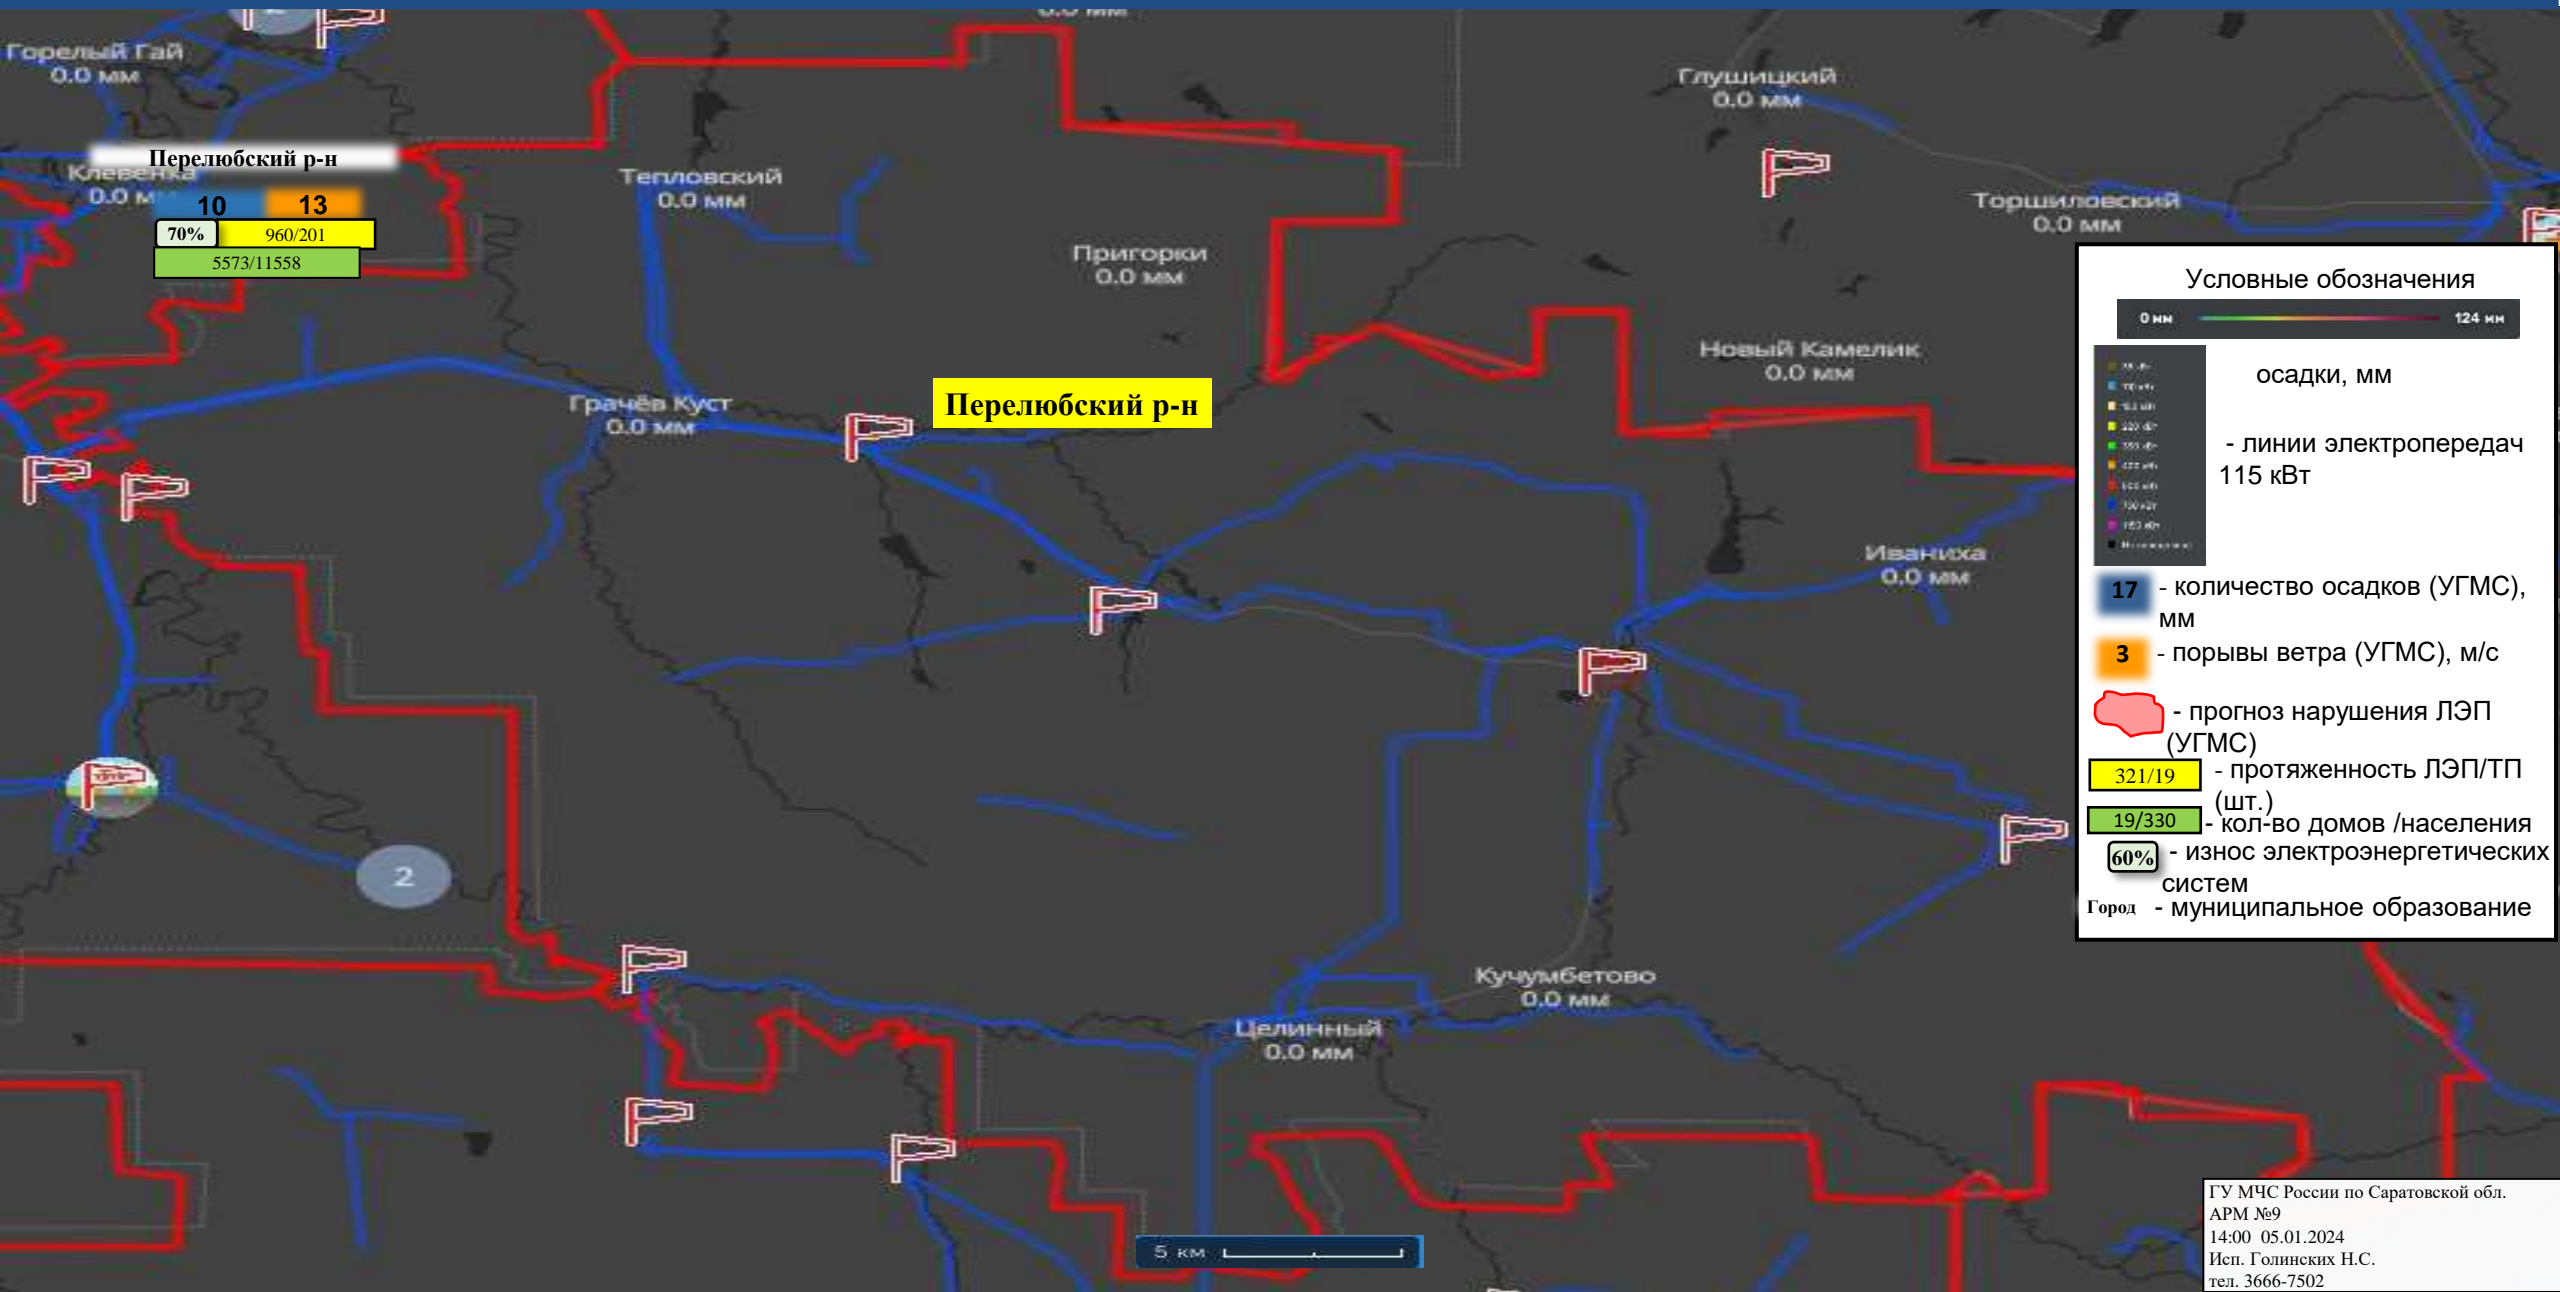 0.0 мм
Горелый Гай
0.0 мм
Глушицкий
0.0 мм
Перелюбский р-н
Клевенка
0.0 м
10
13
70%
960/201
5573/11558
Тепловский
0.0 мм
Торшиловский
0.0 мм
Пригорки
0.0 мм
Новый Камелик
0.0 мм
Грачёв Куст
0.0 мм
Перелюбский р-н
Иваниха
0.0 мм
2
Кучумбетово
0.0 мм
Целинный
0.0 мм
5 км
Условные обозначения
0 мм
124 мм
осадки, мм
- линии электропередач
115 кВт
17
- количество осадков (УГМС),
мм
3
- порывы ветра (УГМС), м/с
- прогноз нарушения ЛЭП
(УГМС)
321/19
- протяженность ЛЭП/ТП
(шт.)
19/330
- кол-во домов /населения
60%
- износ электроэнергетических
систем
Город
- муниципальное образование
ГУ МЧС России по Саратовской обл.
АРМ №9
14:00 05.01.2024
Исп. Голинских Н.С.
тел. 3666-7502